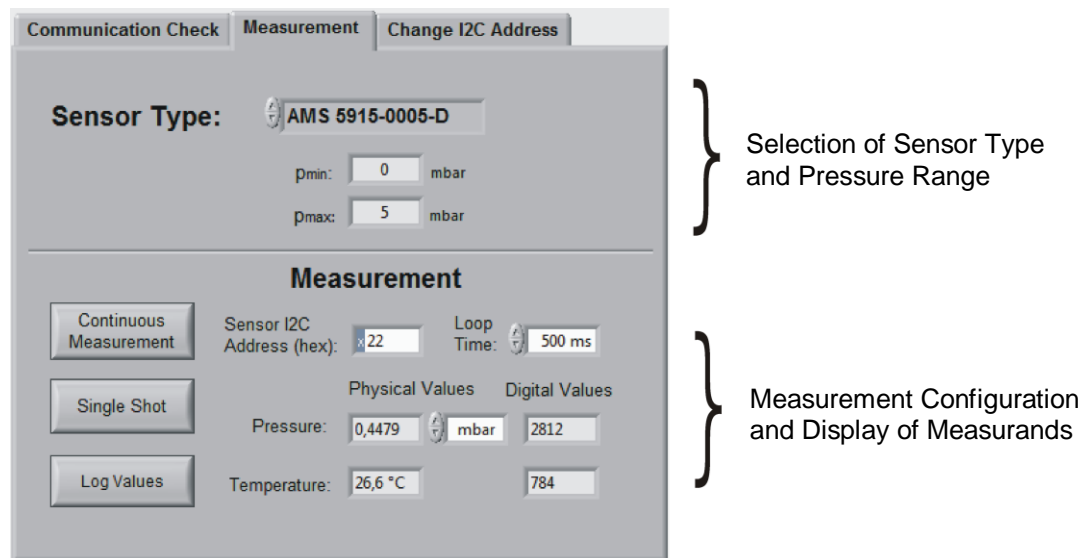 Communication Check Measurement Change I2C Address
Sensor Type: AMS 5915-0005-D
pmin: 0 mbar
pmax: 5 mbar
Selection of Sensor Type
and Pressure Range
Measurement
Continuous
Measurement
Sensor I2C
Address (hex): x 22
Loop
Time: 500 ms
Single Shot
Physical Values Digital Values
Pressure: 0,4479 mbar 2812
Log Values
Temperature: 26,6 °C 784
Measurement Configuration
and Display of Measurands